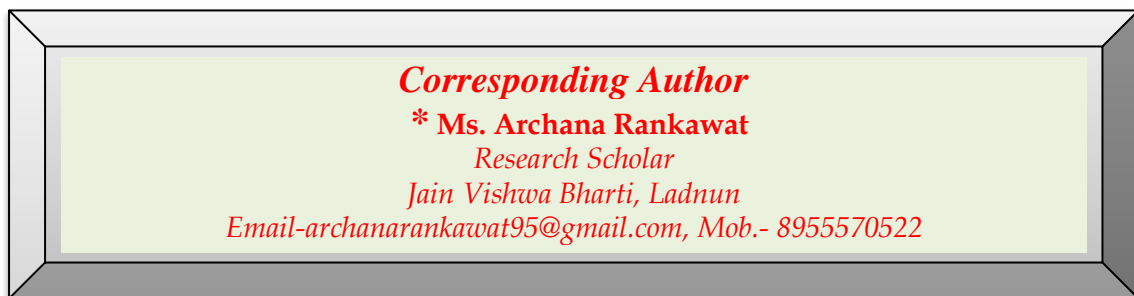 Corresponding Author
* Ms. Archana Rankawat
Research Scholar
Jain Vishwa Bharti, Ladnun
Email-archanarankawat95@gmail.com, Mob.- 8955570522